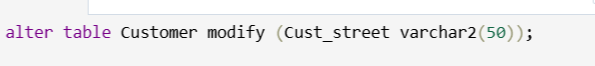 alter table Customer modify (Cust_street varchar2(50));